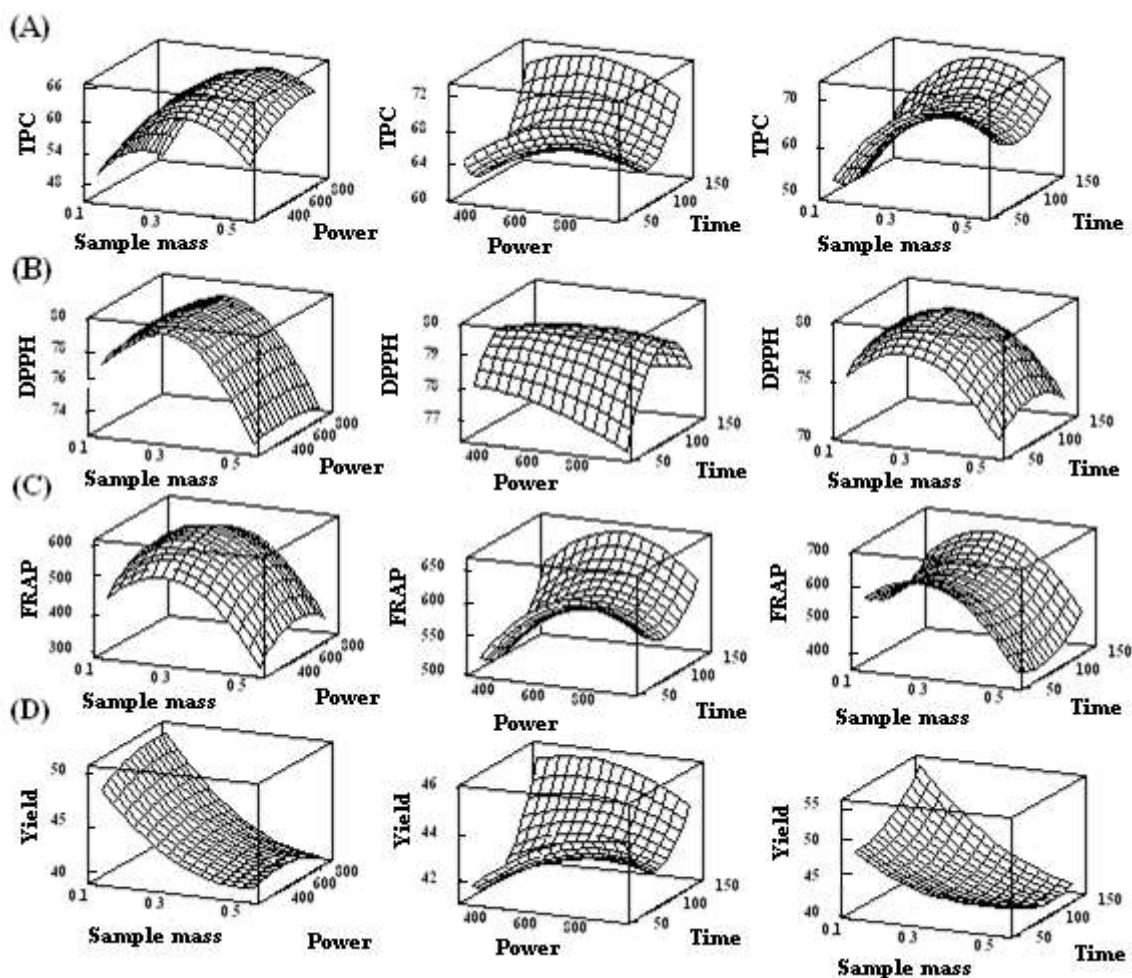 (A)
66
60
54
48
TPC
0 1
0 3
0 5
Sample mass
400
800
Power
72
68
64
60
TPC
400
600
800
Power
50
100
150
Time
70
60
50
TPC
0 1
0.3
0 5
Sample mass
50
100
150
Time
(B)
80
78
76
74
DPPH
0 1
0 3
0 5
Sample mass
400
600
800
Power
80
79
78
77
DPPH
400
600
800
Power
50
100
150
Time
80
75
70
DPPH
0 1
0 3
0 5
Sample mass
50
100
150
Time
(C)
600
500
400
300
FRAP
0 1
0 3
0 5
Sample mass
400
800
Power
650
600
550
500
FRAP
400
600
800
Power
50
100
150
Time
700
600
500
400
FRAP
0 1
0.3
0 5
Sample mass
50
100
150
Time
(D)
50
45
40
Yield
0 1
0 3
0 5
Sample mass
400
600
800
Power
46
44
42
Yield
400
600
800
Power
50
100
150
Time
55
50
45
40
Yield
0 1
0.3
0 5
Sample mass
50
100
150
Time